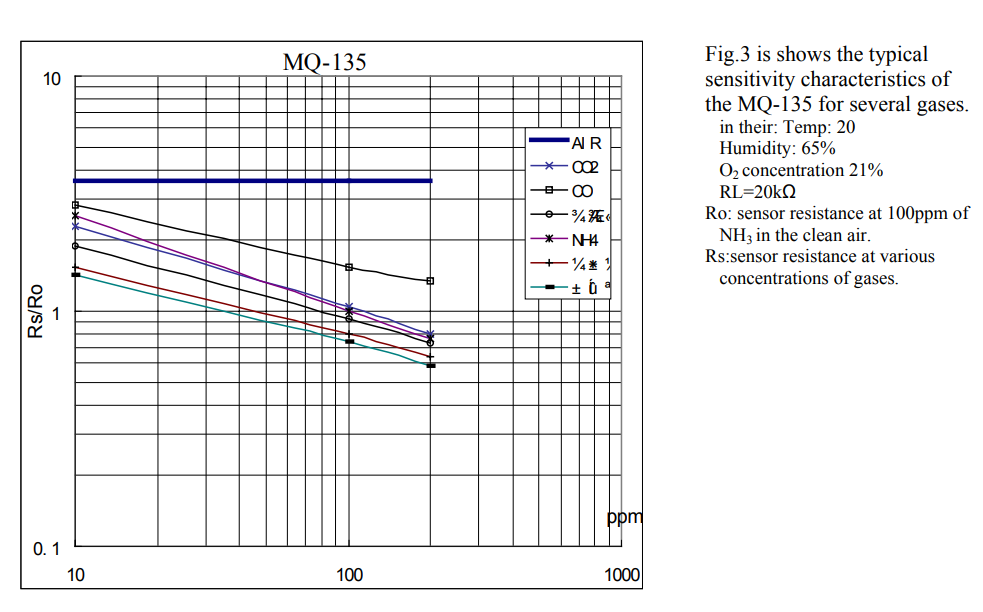 MQ-135
10
1
0.1
Rs/Ro
10
100
1000
ppm
AIR
CO2
CO
NH4
Fig.3 is shows the typical
sensitivity characteristics of
the MQ-135 for several gases.
in their: Temp: 20
Humidity: 65%
O₂ concentration 21%
RL=20kΩ
Ro: sensor resistance at 100ppm of
NH₃ in the clean air.
Rs:sensor resistance at various
concentrations of gases.